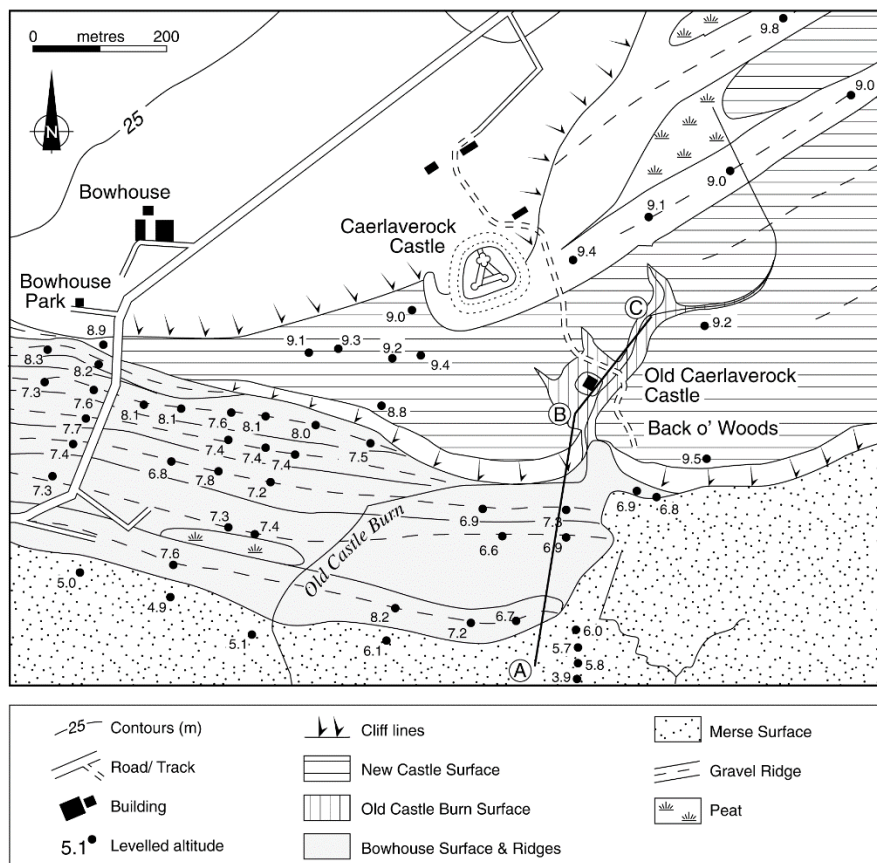 0 metres 200
9.8
9.0
N
25
9.0
Bowhouse
9.1
Caerlaverock
Castle
9.4
Bowhouse
Park
9.0
C
8.9
9.1
9.3
9.2
9.4
9.2
8.3
8.2
7.3
7.6
8.1
8.1
7.6
8.1
8.0
8.8
B
Old Caerlaverock
Castle
Back o' Woods
7.7
7.4
7.4
7.4
7.4
7.5
9.5
7.3
6.8
7.8
7.2
6.9
7.3
6.9
6.8
7.3
7.4
Old Castle Burn
6.6
6.9
7.6
5.0
4.9
8.2
7.2
6.7
5.1
6.1
6.0
5.7
5.8
3.9
A
25 Contours (m)
Road/ Track
Building
5.1 Levelled altitude
Cliff lines
New Castle Surface
Old Castle Burn Surface
Bowhouse Surface & Ridges
Merse Surface
Gravel Ridge
Peat